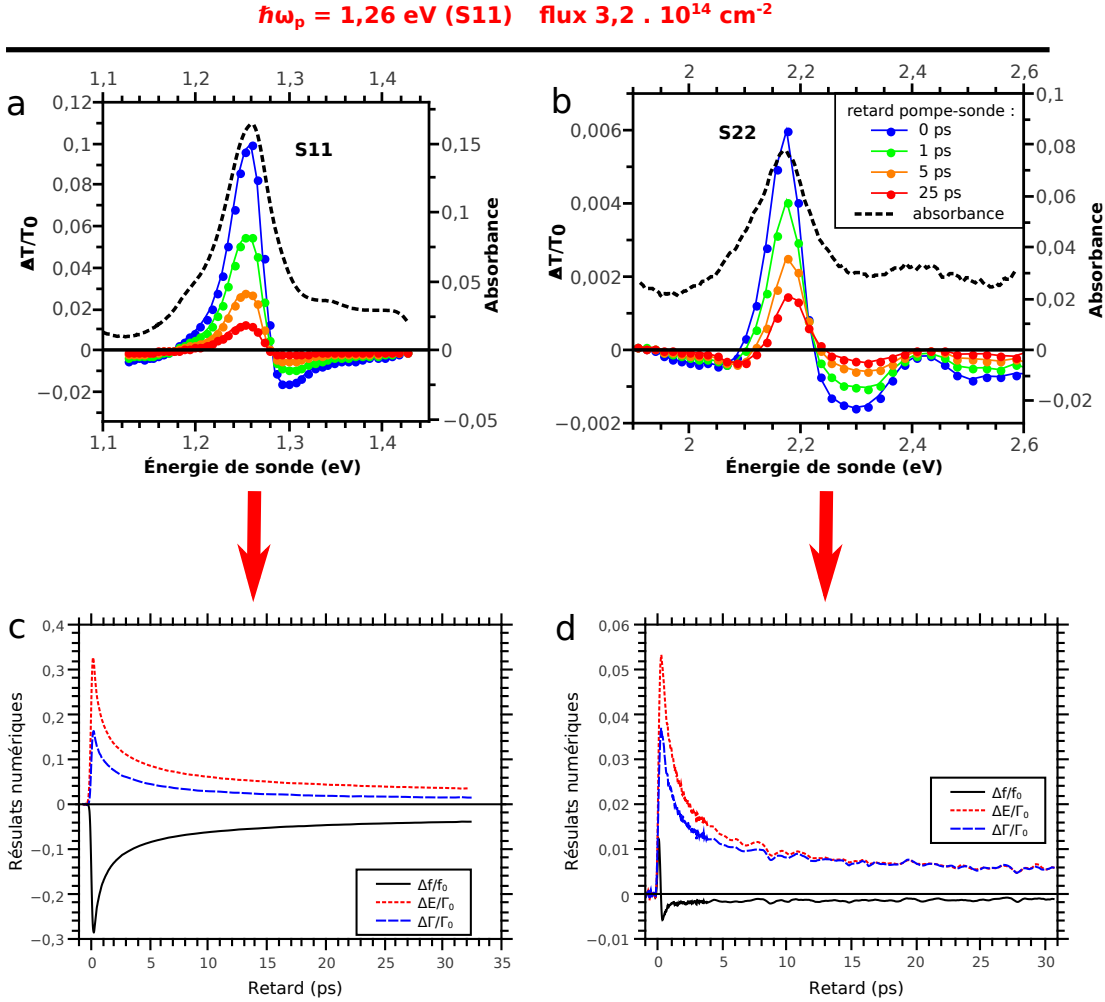 ℏωₚ = 1,26 eV (S11) flux 3,2 . 10¹⁴ cm⁻²
a
1,1 1,2 1,3 1,4
0,12
0,1
0,08
0,06
0,04
0,02
0
−0,02
ΔT/T0
S11
0,15
0,1
0,05
0
−0,05
Absorbance
1,1 1,2 1,3 1,4
Énergie de sonde (eV)
b
2 2,2 2,4 2,6
0,006
0,004
0,002
0
−0,002
ΔT/T0
S22
retard pompe-sonde :
0 ps
1 ps
5 ps
25 ps
absorbance
0,1
0,08
0,06
0,04
0,02
0
−0,02
Absorbance
2 2,2 2,4 2,6
Énergie de sonde (eV)
c
0,4
0,3
0,2
0,1
0
−0,1
−0,2
−0,3
Résulats numériques
Δf/f₀
ΔE/Γ₀
ΔΓ/Γ₀
0 5 10 15 20 25 30 35
Retard (ps)
d
0,06
0,05
0,04
0,03
0,02
0,01
0
−0,01
Résulats numériques
Δf/f₀
ΔE/Γ₀
ΔΓ/Γ₀
0 5 10 15 20 25 30
Retard (ps)